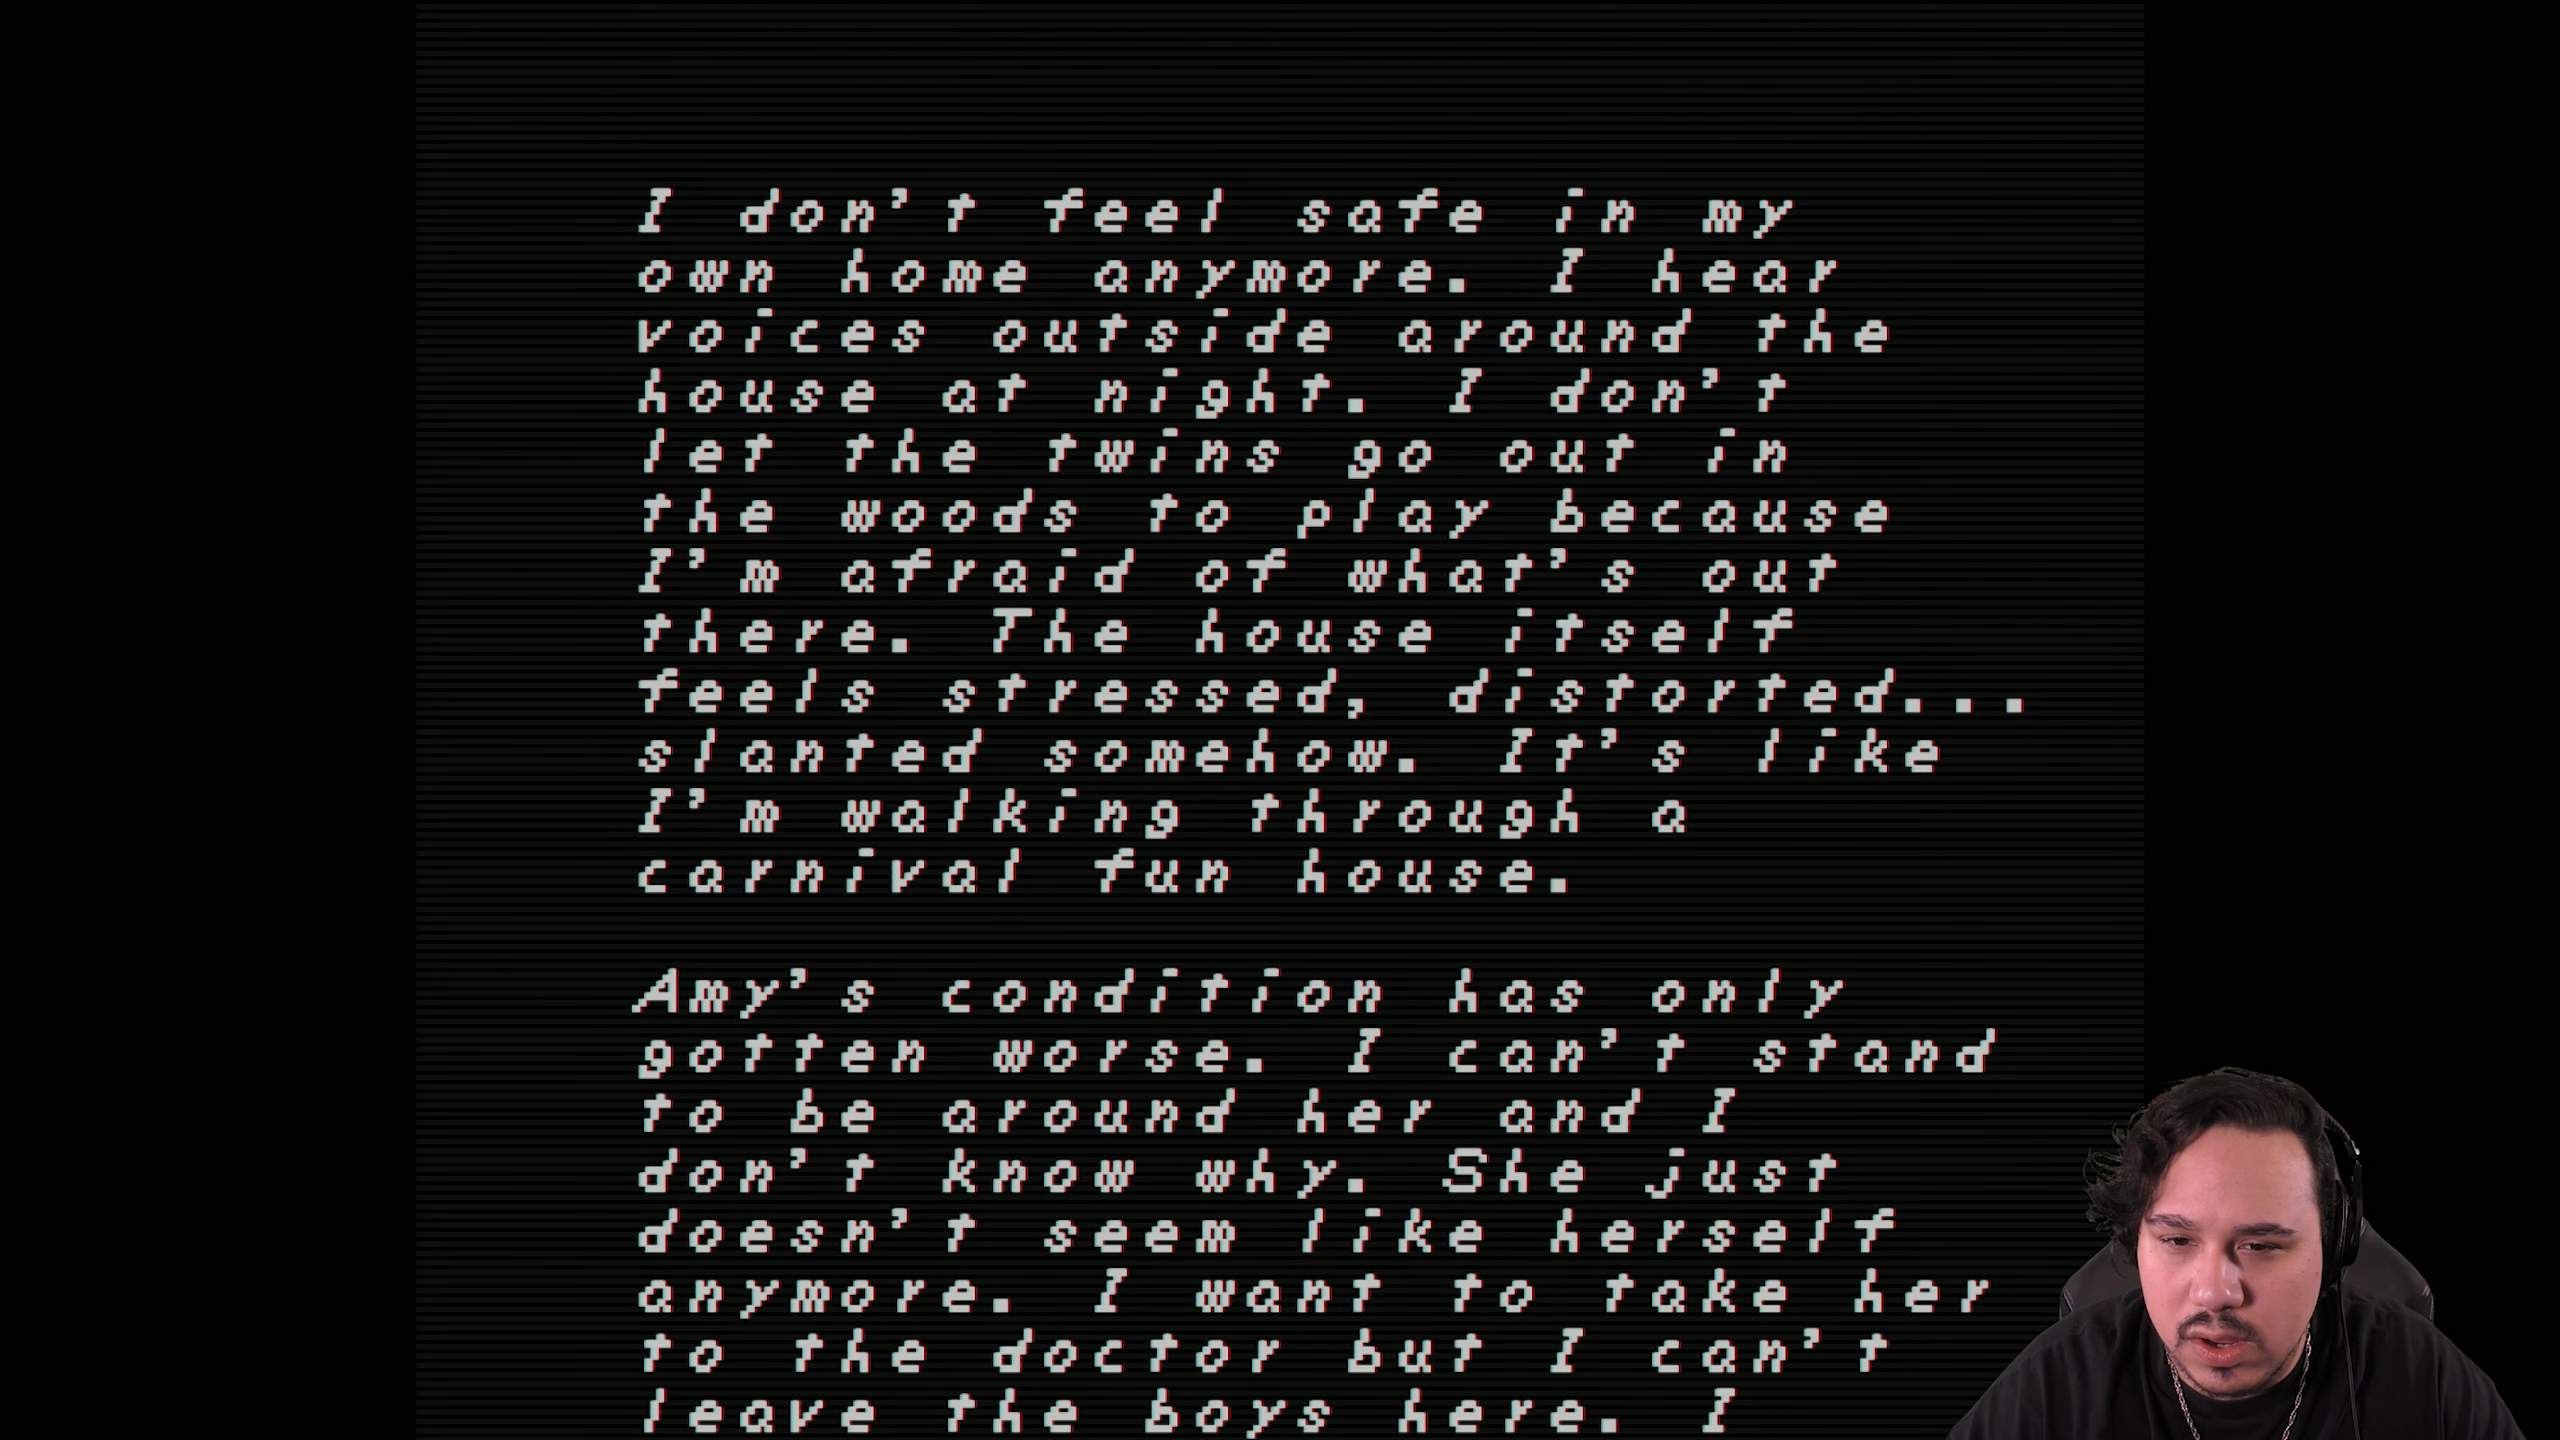 I don't feel safe in my
own home anymore. I hear
voices outside around the
house at night. I don't
let the twins go out in
the woods to play because
I'm afraid of what's out
there. The house itself
feels stressed, distorted...
slanted somehow. It's like
I'm walking through a
carnival fun house.
Amy's condition has only
gotten worse. I can't stand
to be around her and I
don't know why. She just
doesn't seem like herself
anymore. I want to take her
to the doctor but I can't
leave the boys here. I